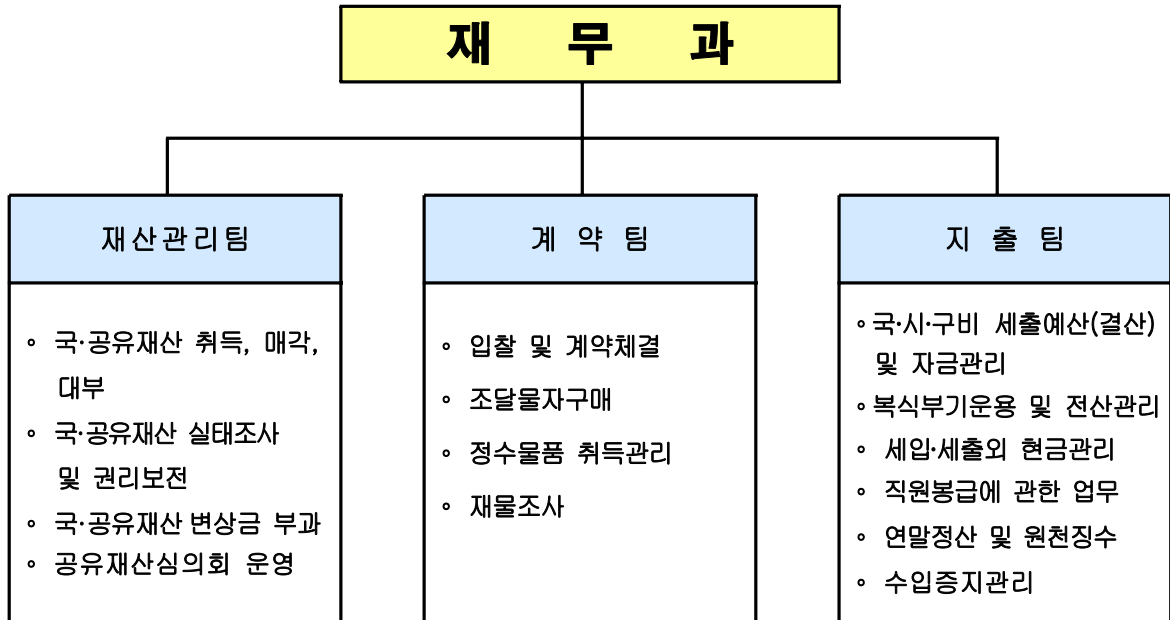 재 무 과
재산관리팀
◦ 국·공유재산 취득, 매각,
대부
◦ 국·공유재산 실태조사
및 권리보전
◦ 국·공유재산 변상금 부과
◦ 공유재산심의회 운영
계 약 팀
◦ 입찰 및 계약체결
◦ 조달물자구매
◦ 정수물품 취득관리
◦ 재물조사
지 출 팀
◦ 국·시·구비 세출예산(결산)
및 자금관리
◦ 복식부기운용 및 전산관리
◦ 세입·세출외 현금관리
◦ 직원봉급에 관한 업무
◦ 연말정산 및 원천징수
◦ 수입증지관리